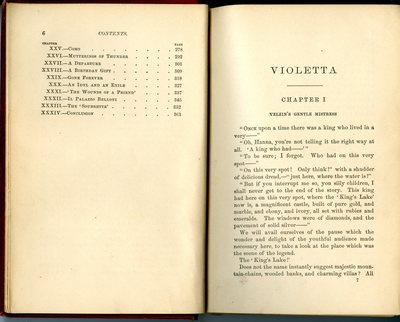 6 CONTENTS.
CHAPTER PAGE
XXV.—Como . . . . . . 278
XXVI.—Mutterings of Thunder . . . . 292
XXVII.—A Departure . . . . . 301
XXVIII.—A Birthday Gift . . . . . 309
XXIX.—Gone Forever . . . . . 319
XXX.—An Idyl and an Exile . . . . 327
XXXI.—'The Wounds of a Friend' . . . 337
XXXII.—Il Palazzo Belloni . . . . . 345
XXXIII.—The 'Soubrette' . . . . . 352
XXXIV.—Conclusion . . . . . . 361
VIOLETTA
CHAPTER I
GENTLE MISTRESS
"Once upon a time there was a king who lived in a
very——"
"Oh, Hanna, you're not telling it the right way at
all. 'A king who had——'"
"To be sure; I forgot. Who had on this very
spot——"
"On this very spot! Only think!" with a shudder
of delicious dread,—"just here, where the water is?"
"But if you interrupt me so, you silly children, I
shall never get to the end of the story. This king
had here on this very spot, where the 'King's Lake'
now is, a magnificent castle, built of pure gold, and
marble, and ebony, and ivory, all set with rubies and
emeralds. The windows were of diamonds, and the
pavement of solid silver——"
We will avail ourselves of the pause which the
wonder and delight of the youthful audience made
necessary here, to take a look at the place which was
the scene of the legend.
The 'King's Lake!'
Does not the name instantly suggest majestic moun-
tain-chains, wooded banks, and charming villas? All
7